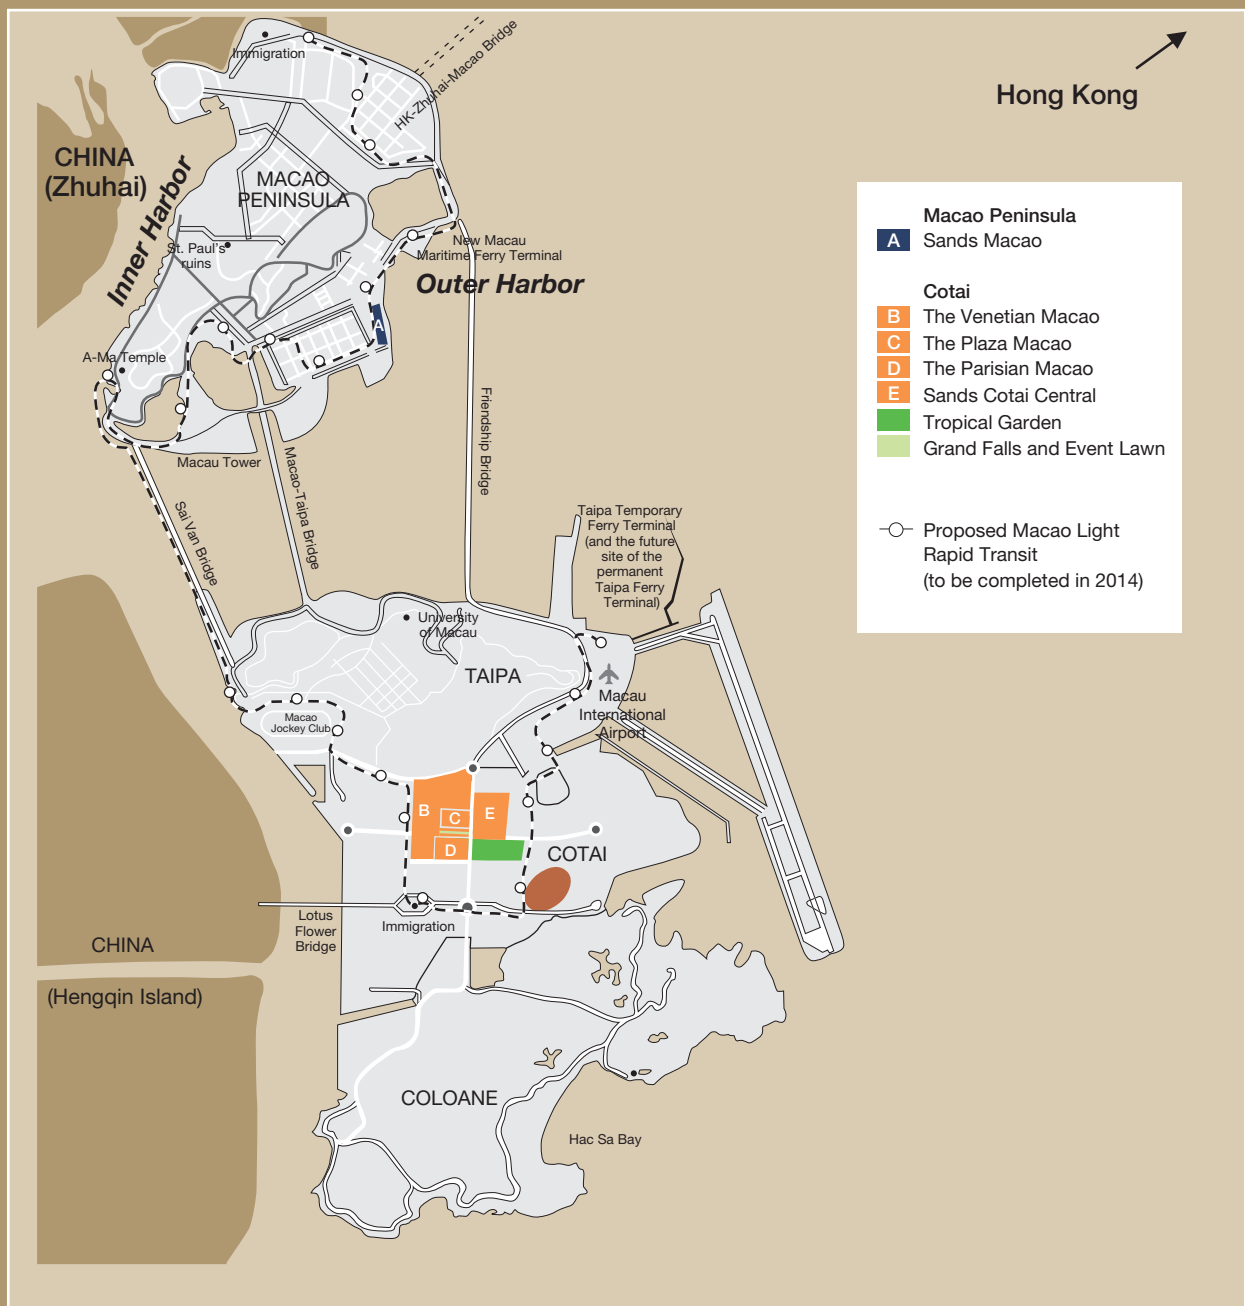 Immigration
HK-Zhuhai-Macao Bridge
Hong Kong
CHINA
(Zhuhai)
Inner Harbor
MACAO
PENINSULA
St. Paul's
ruins
New Macau
Maritime Ferry Terminal
Outer Harbor
A
A-Ma Temple
Macau Tower
Sai Van Bridge
Macao-Taipa Bridge
Friendship Bridge
Macao Peninsula
A Sands Macao
Cotai
B The Venetian Macao
C The Plaza Macao
D The Parisian Macao
E Sands Cotai Central
Tropical Garden
Grand Falls and Event Lawn
Proposed Macao Light
Rapid Transit
(to be completed in 2014)
Taipa Temporary
Ferry Terminal
(and the future
site of the
permanent
Taipa Ferry
Terminal)
University
of Macau
TAIPA
Macau
International
Airport
Macao
Jockey Club
B
C
E
D
COTAI
Lotus
Flower
Bridge
Immigration
CHINA
(Hengqin Island)
COLOANE
Hac Sa Bay